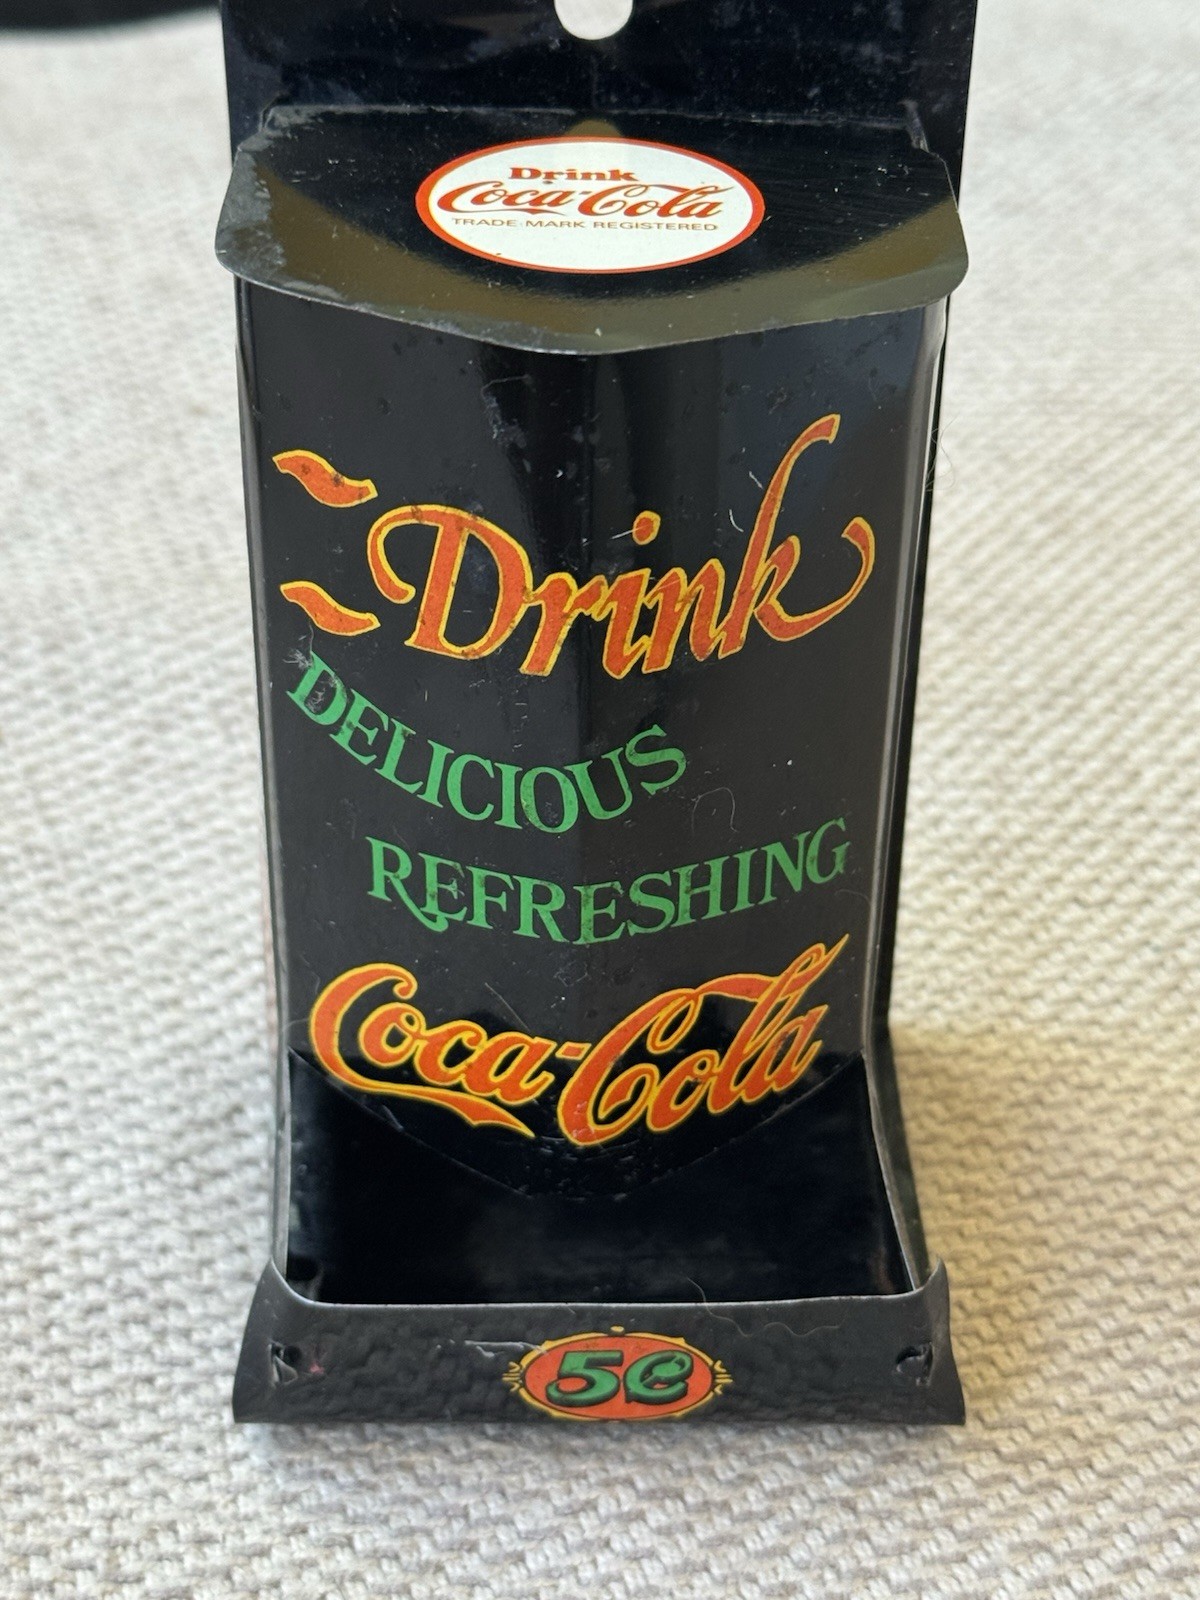 Drink
Coca-Cola
TRADE MARK REGISTERED
Drink
DELICIOUS
REFRESHING
Coca-Cola
5¢